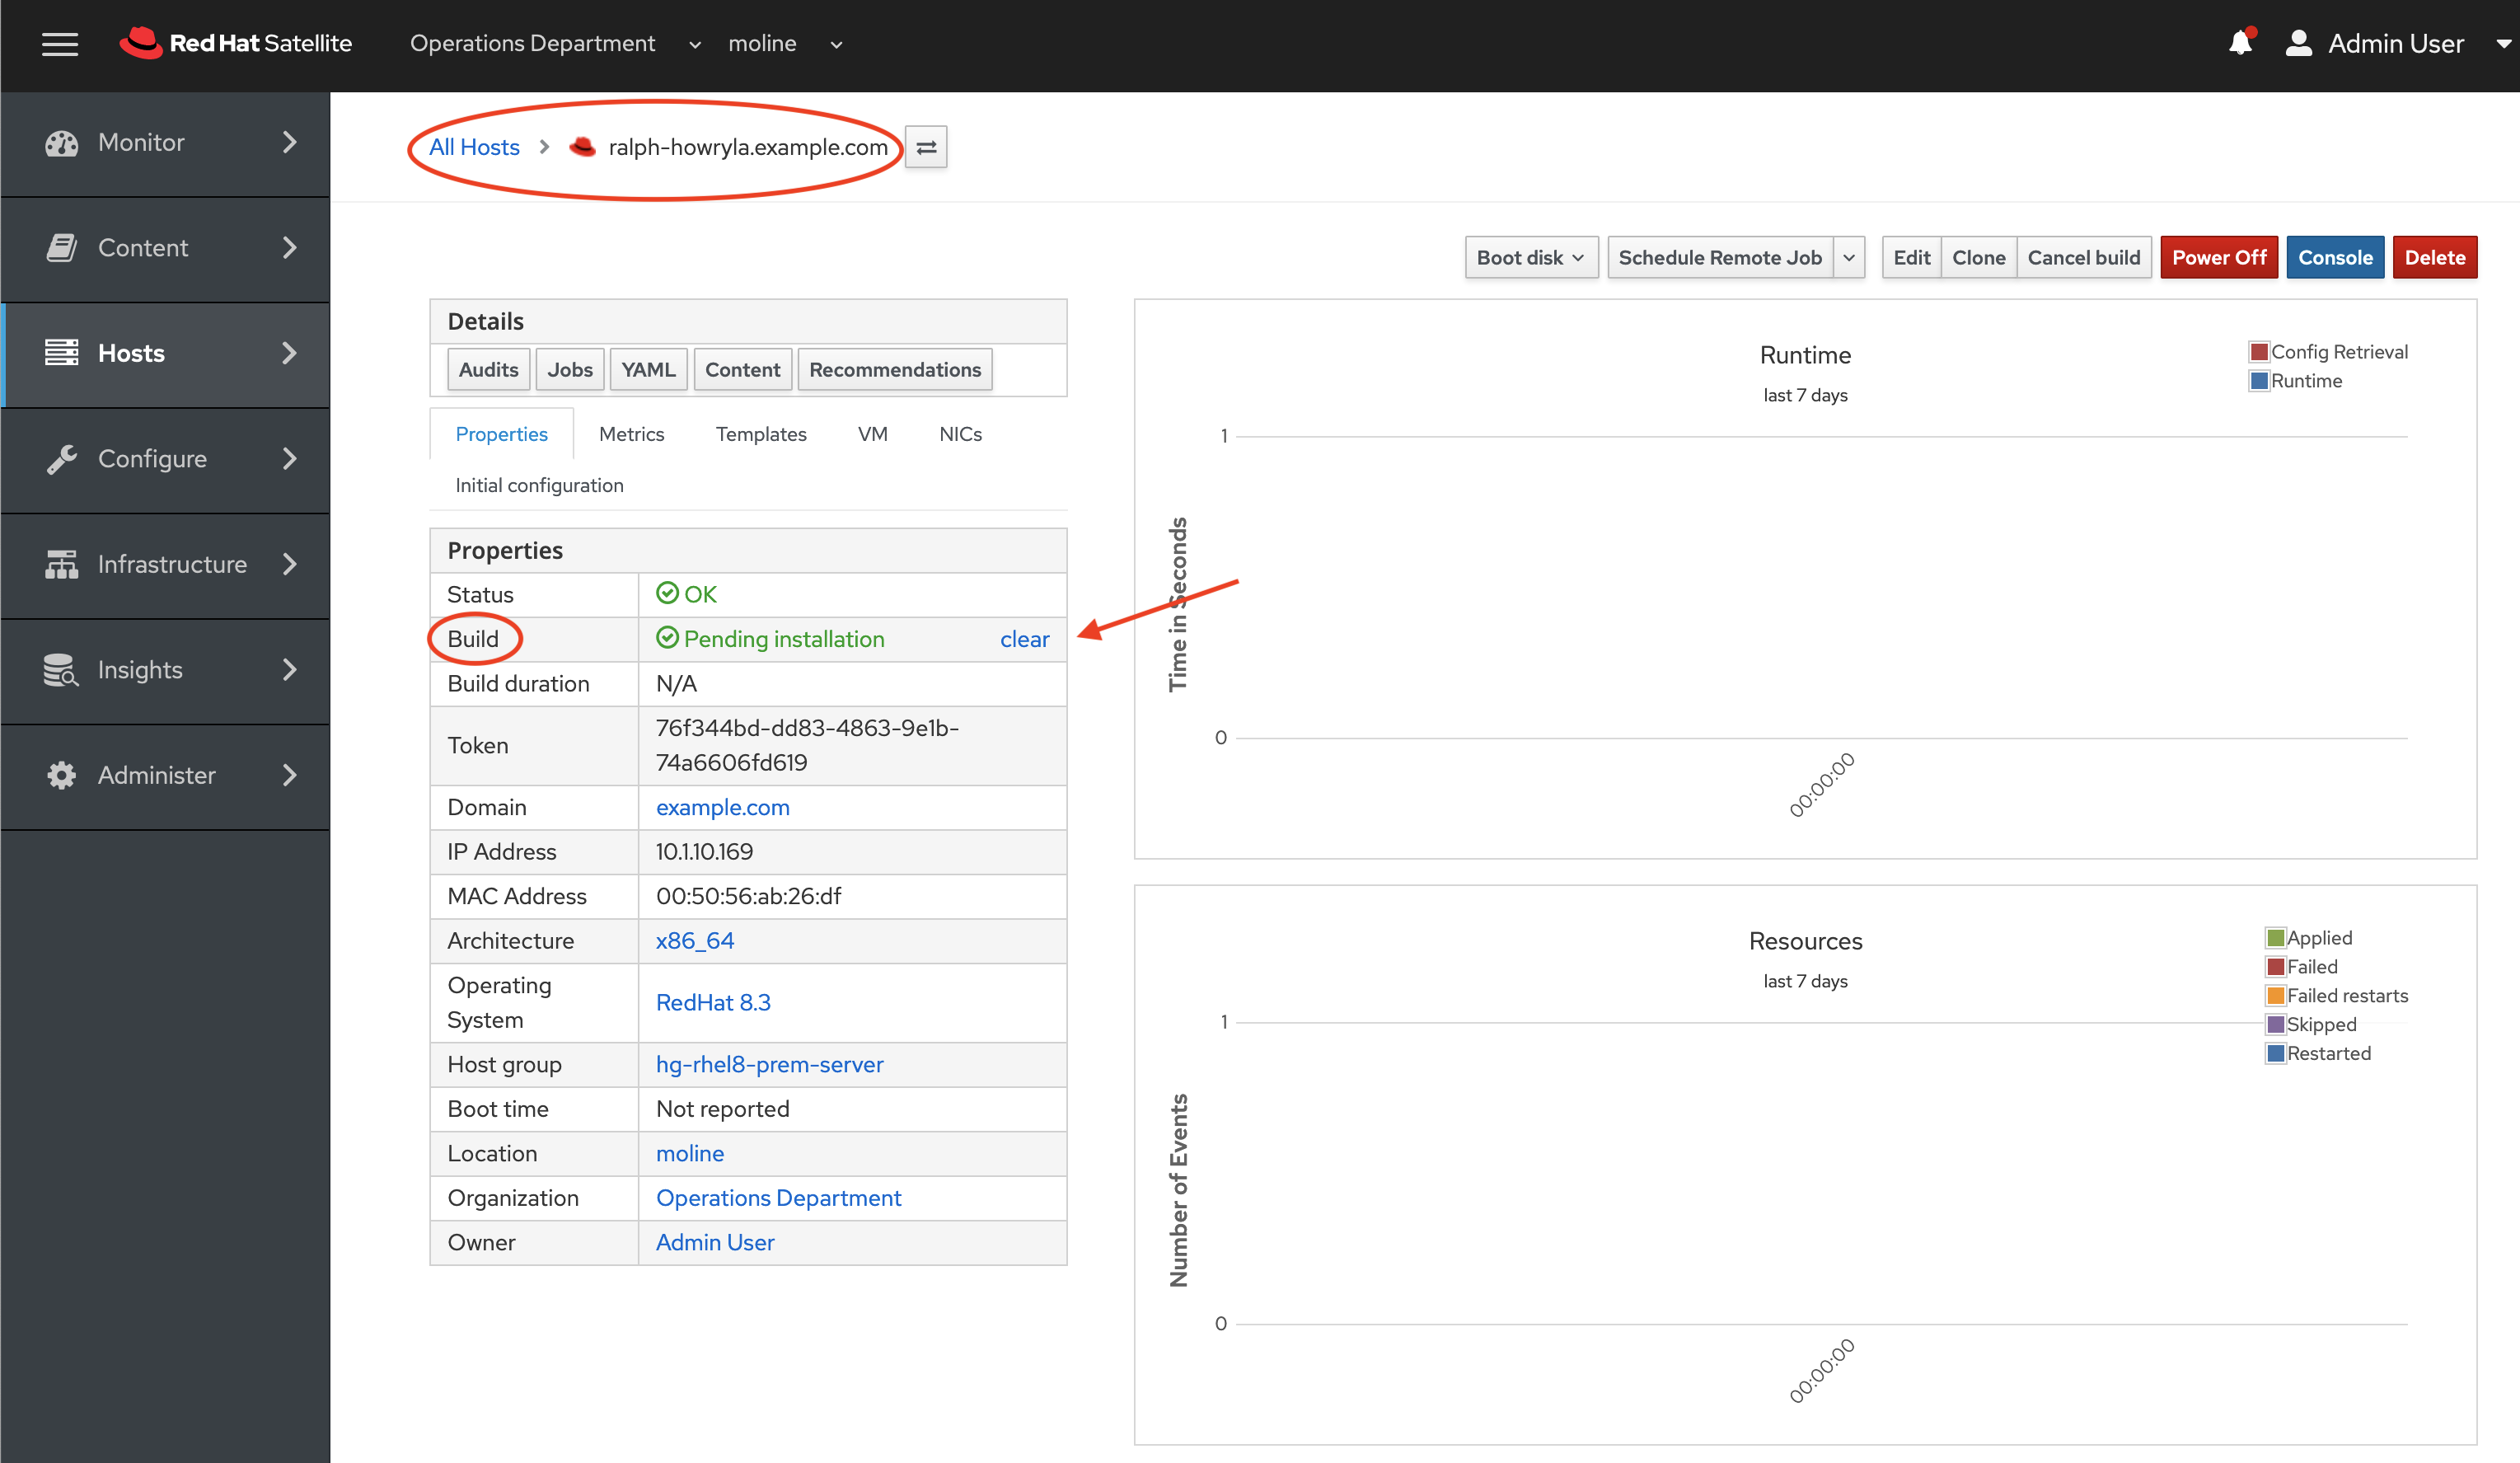 Red Hat Satellite
Operations Department
moline
Admin User
Monitor
Content
Hosts
Configure
Infrastructure
Insights
Administer
All Hosts
ralph-howryla.example.com
Boot disk
Schedule Remote Job
Edit
Clone
Cancel build
Power Off
Console
Delete
Details
Audits
Jobs
YAML
Content
Recommendations
Properties
Metrics
Templates
VM
NICs
Initial configuration
Properties
Status
OK
Build
Pending installation
clear
Build duration
N/A
Token
76f344bd-dd83-4863-9e1b-
74a6606fd619
Domain
example.com
IP Address
10.1.10.169
MAC Address
00:50:56:ab:26:df
Architecture
x86_64
Operating
System
RedHat 8.3
Host group
hg-rhel8-prem-server
Boot time
Not reported
Location
moline
Organization
Operations Department
Owner
Admin User
Runtime
last 7 days
Config Retrieval
Runtime
Time in Seconds
1
0
00:00:00
Resources
last 7 days
Applied
Failed
Failed restarts
Skipped
Restarted
Number of Events
1
0
00:00:00